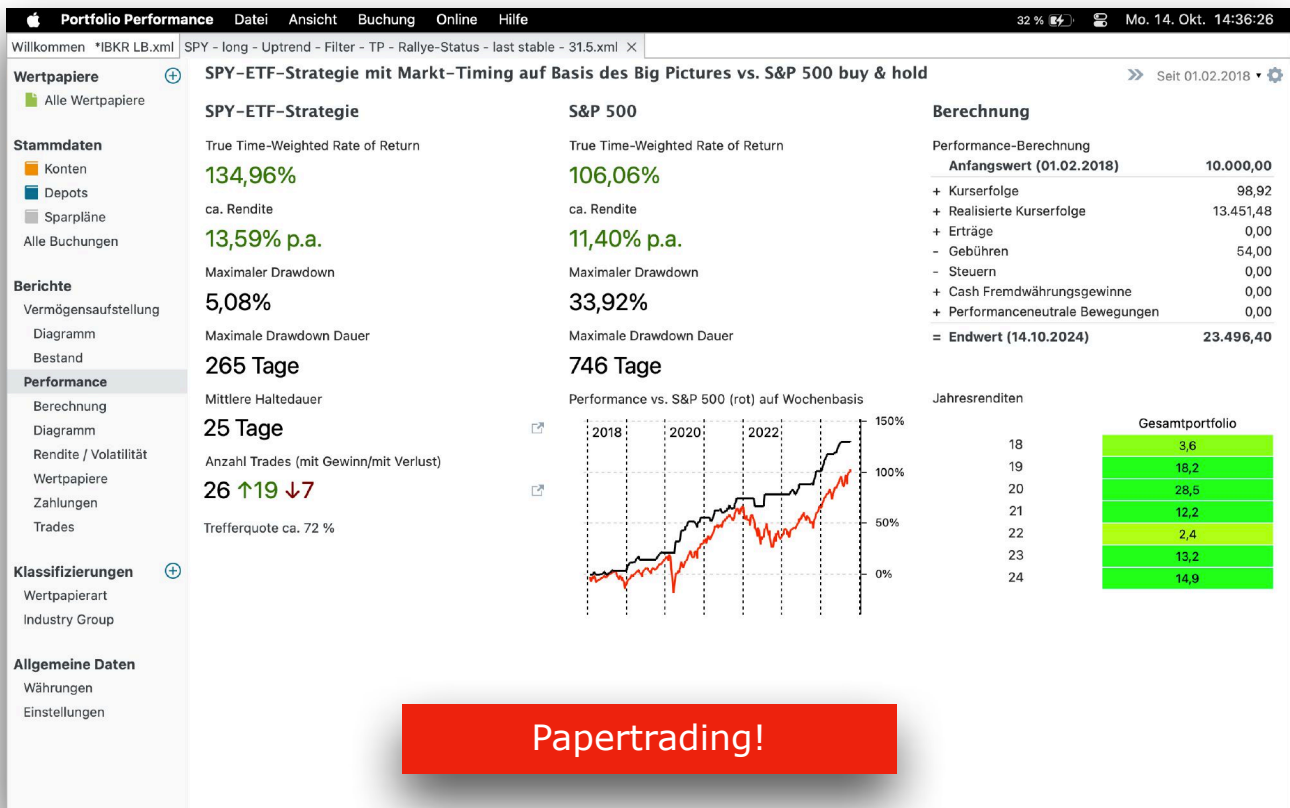 Portfolio Performance Datei Ansicht Buchung Online Hilfe 32 % Mo. 14. Okt. 14:36:26
Willkommen *IBKR LB.xml SPY - long - Uptrend - Filter - TP - Rallye-Status - last stable - 31.5.xml
Wertpapiere
Alle Wertpapiere
Stammdaten
Konten
Depots
Sparpläne
Alle Buchungen
Berichte
Vermögensaufstellung
Diagramm
Bestand
Performance
Berechnung
Diagramm
Rendite / Volatilität
Wertpapiere
Zahlungen
Trades
Klassifizierungen
Wertpapierart
Industry Group
Allgemeine Daten
Währungen
Einstellungen
SPY-ETF-Strategie mit Markt-Timing auf Basis des Big Pictures vs. S&P 500 buy & hold
Seit 01.02.2018
SPY-ETF-Strategie
True Time-Weighted Rate of Return
134,96%
ca. Rendite
13,59% p.a.
Maximaler Drawdown
5,08%
Maximale Drawdown Dauer
265 Tage
Mittlere Haltedauer
25 Tage
Anzahl Trades (mit Gewinn/mit Verlust)
26 ↑19 ↓7
Trefferquote ca. 72 %
S&P 500
True Time-Weighted Rate of Return
106,06%
ca. Rendite
11,40% p.a.
Maximaler Drawdown
33,92%
Maximale Drawdown Dauer
746 Tage
Performance vs. S&P 500 (rot) auf Wochenbasis
2018 2020 2022
150%
100%
50%
0%
Berechnung
Performance-Berechnung
Anfangswert (01.02.2018) 10.000,00
+ Kurserfolge 98,92
+ Realisierte Kurserfolge 13.451,48
+ Erträge 0,00
- Gebühren 54,00
- Steuern 0,00
+ Cash Fremdwährungsgewinne 0,00
+ Performanceneutrale Bewegungen 0,00
= Endwert (14.10.2024) 23.496,40
Jahresrenditen
Gesamtportfolio
18 3,6
19 18,2
20 28,5
21 12,2
22 2,4
23 13,2
24 14,9
Papertrading!